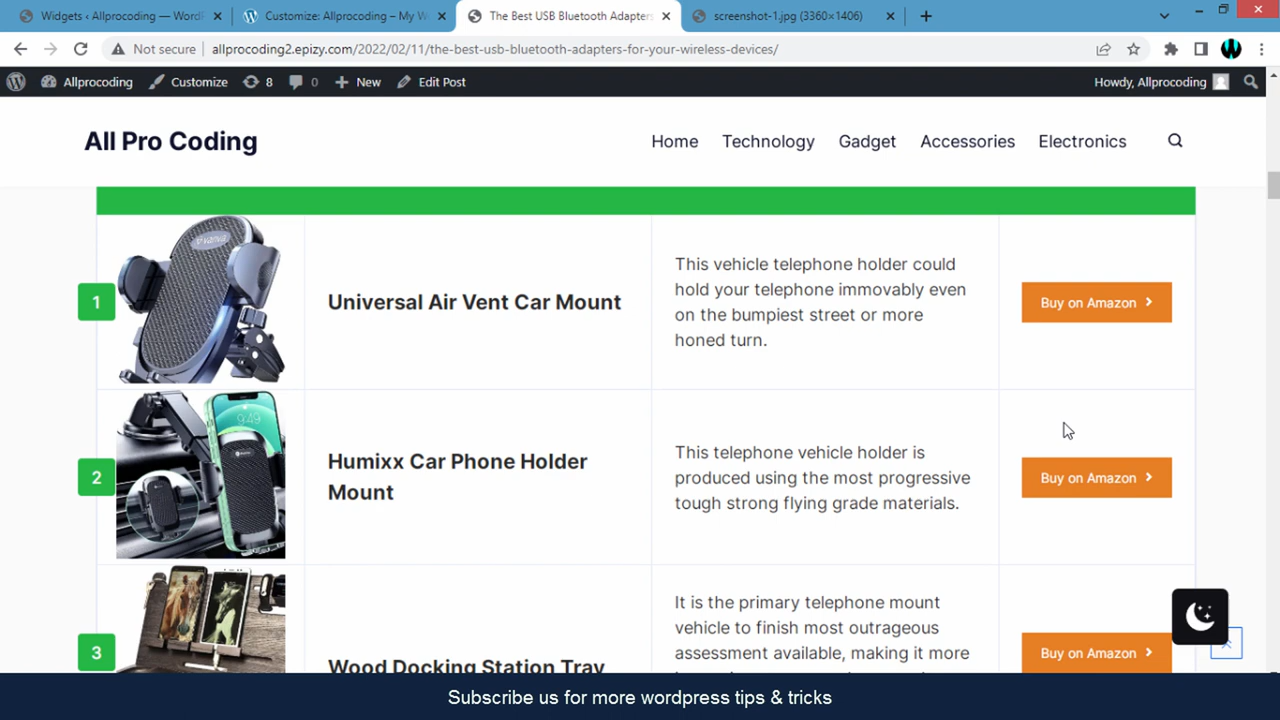 Widgets ‹ Allprocoding — WordP
Customize: Allprocoding – My W
The Best USB Bluetooth Adapters
screenshot-1.jpg (3360×1406)
Not secure
allprocoding2.epizy.com/2022/02/11/the-best-usb-bluetooth-adapters-for-your-wireless-devices/
Allprocoding
Customize
8
0
New
Edit Post
Howdy, Allprocoding
All Pro Coding
Home
Technology
Gadget
Accessories
Electronics
1
Universal Air Vent Car Mount
This vehicle telephone holder could
hold your telephone immovably even
on the bumpiest street or more
honed turn.
Buy on Amazon
2
9:49
Humixx Car Phone Holder
Mount
This telephone vehicle holder is
produced using the most progressive
tough strong flying grade materials.
Buy on Amazon
3
Wood Docking Station Tray
It is the primary telephone mount
vehicle to finish most outrageous
assessment available, making it more
Buy on Amazon
Subscribe us for more wordpress tips & tricks